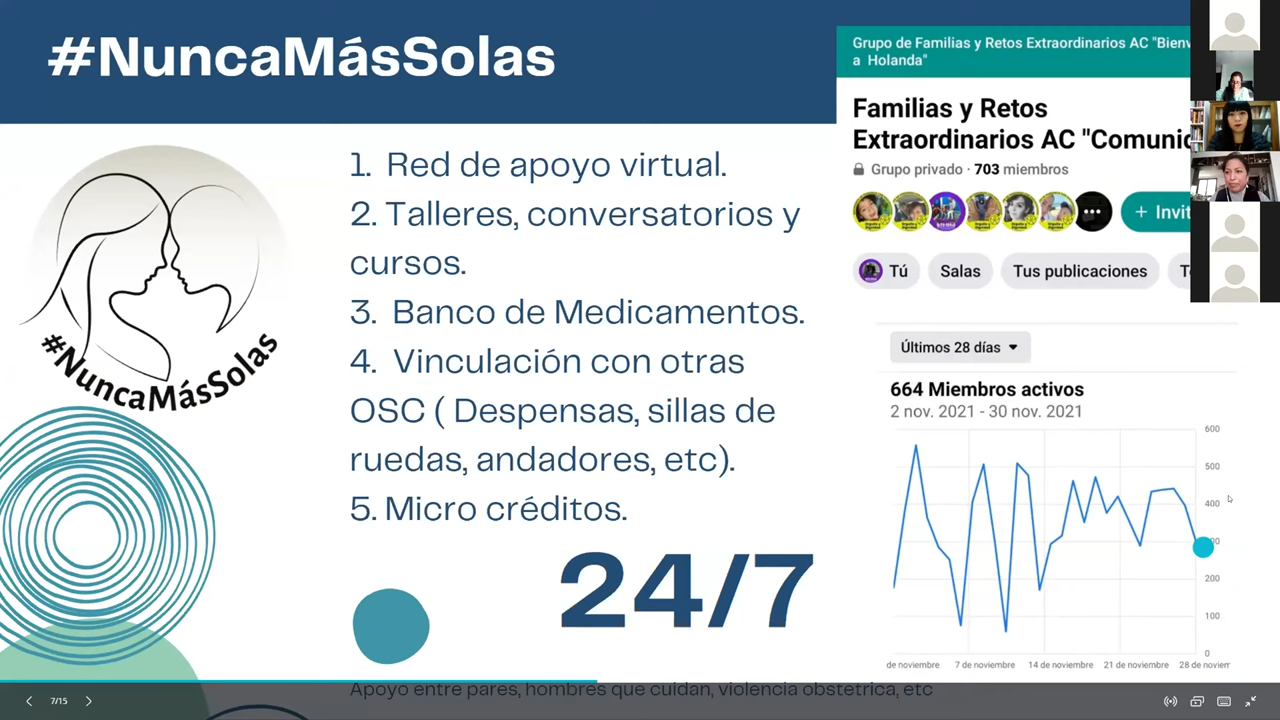 #NuncaMásSolas
#NuncaMásSolas
1. Red de apoyo virtual.
2. Talleres, conversatorios y
cursos.
3. Banco de Medicamentos.
4. Vinculación con otras
OSC ( Despensas, sillas de
ruedas, andadores, etc).
5. Micro créditos.
24/7
Apoyo entre pares, hombres que cuidan, violencia obstetrica, etc
Grupo de Familias y Retos Extraordinarios AC "Bienv
a Holanda"
Familias y Retos
Extraordinarios AC "Comunic
Grupo privado · 703 miembros
+ Invit
Tú
Salas
Tus publicaciones
Últimos 28 días
664 Miembros activos
2 nov. 2021 - 30 nov. 2021
600
500
400
200
100
0
de noviembre
7 de noviembre
14 de noviembre
21 de noviembre
28 de noviem
7/15